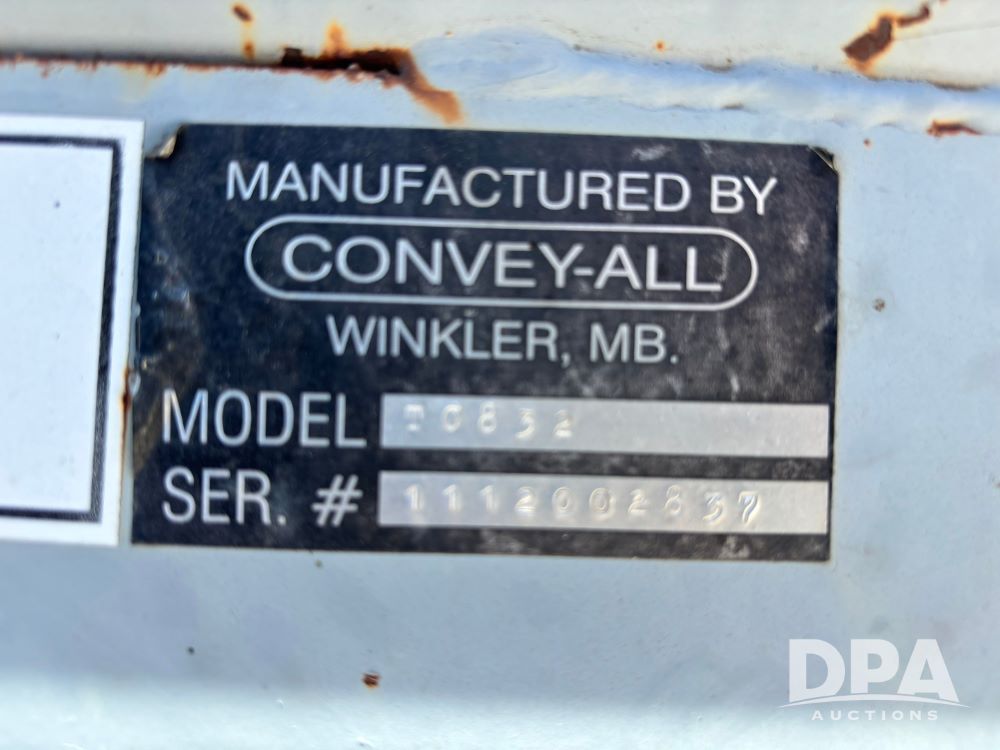 MANUFACTURED BY
CONVEY-ALL
WINKLER, MB.
MODEL TC832
SER. # 1112002837
DPA
AUCTIONS